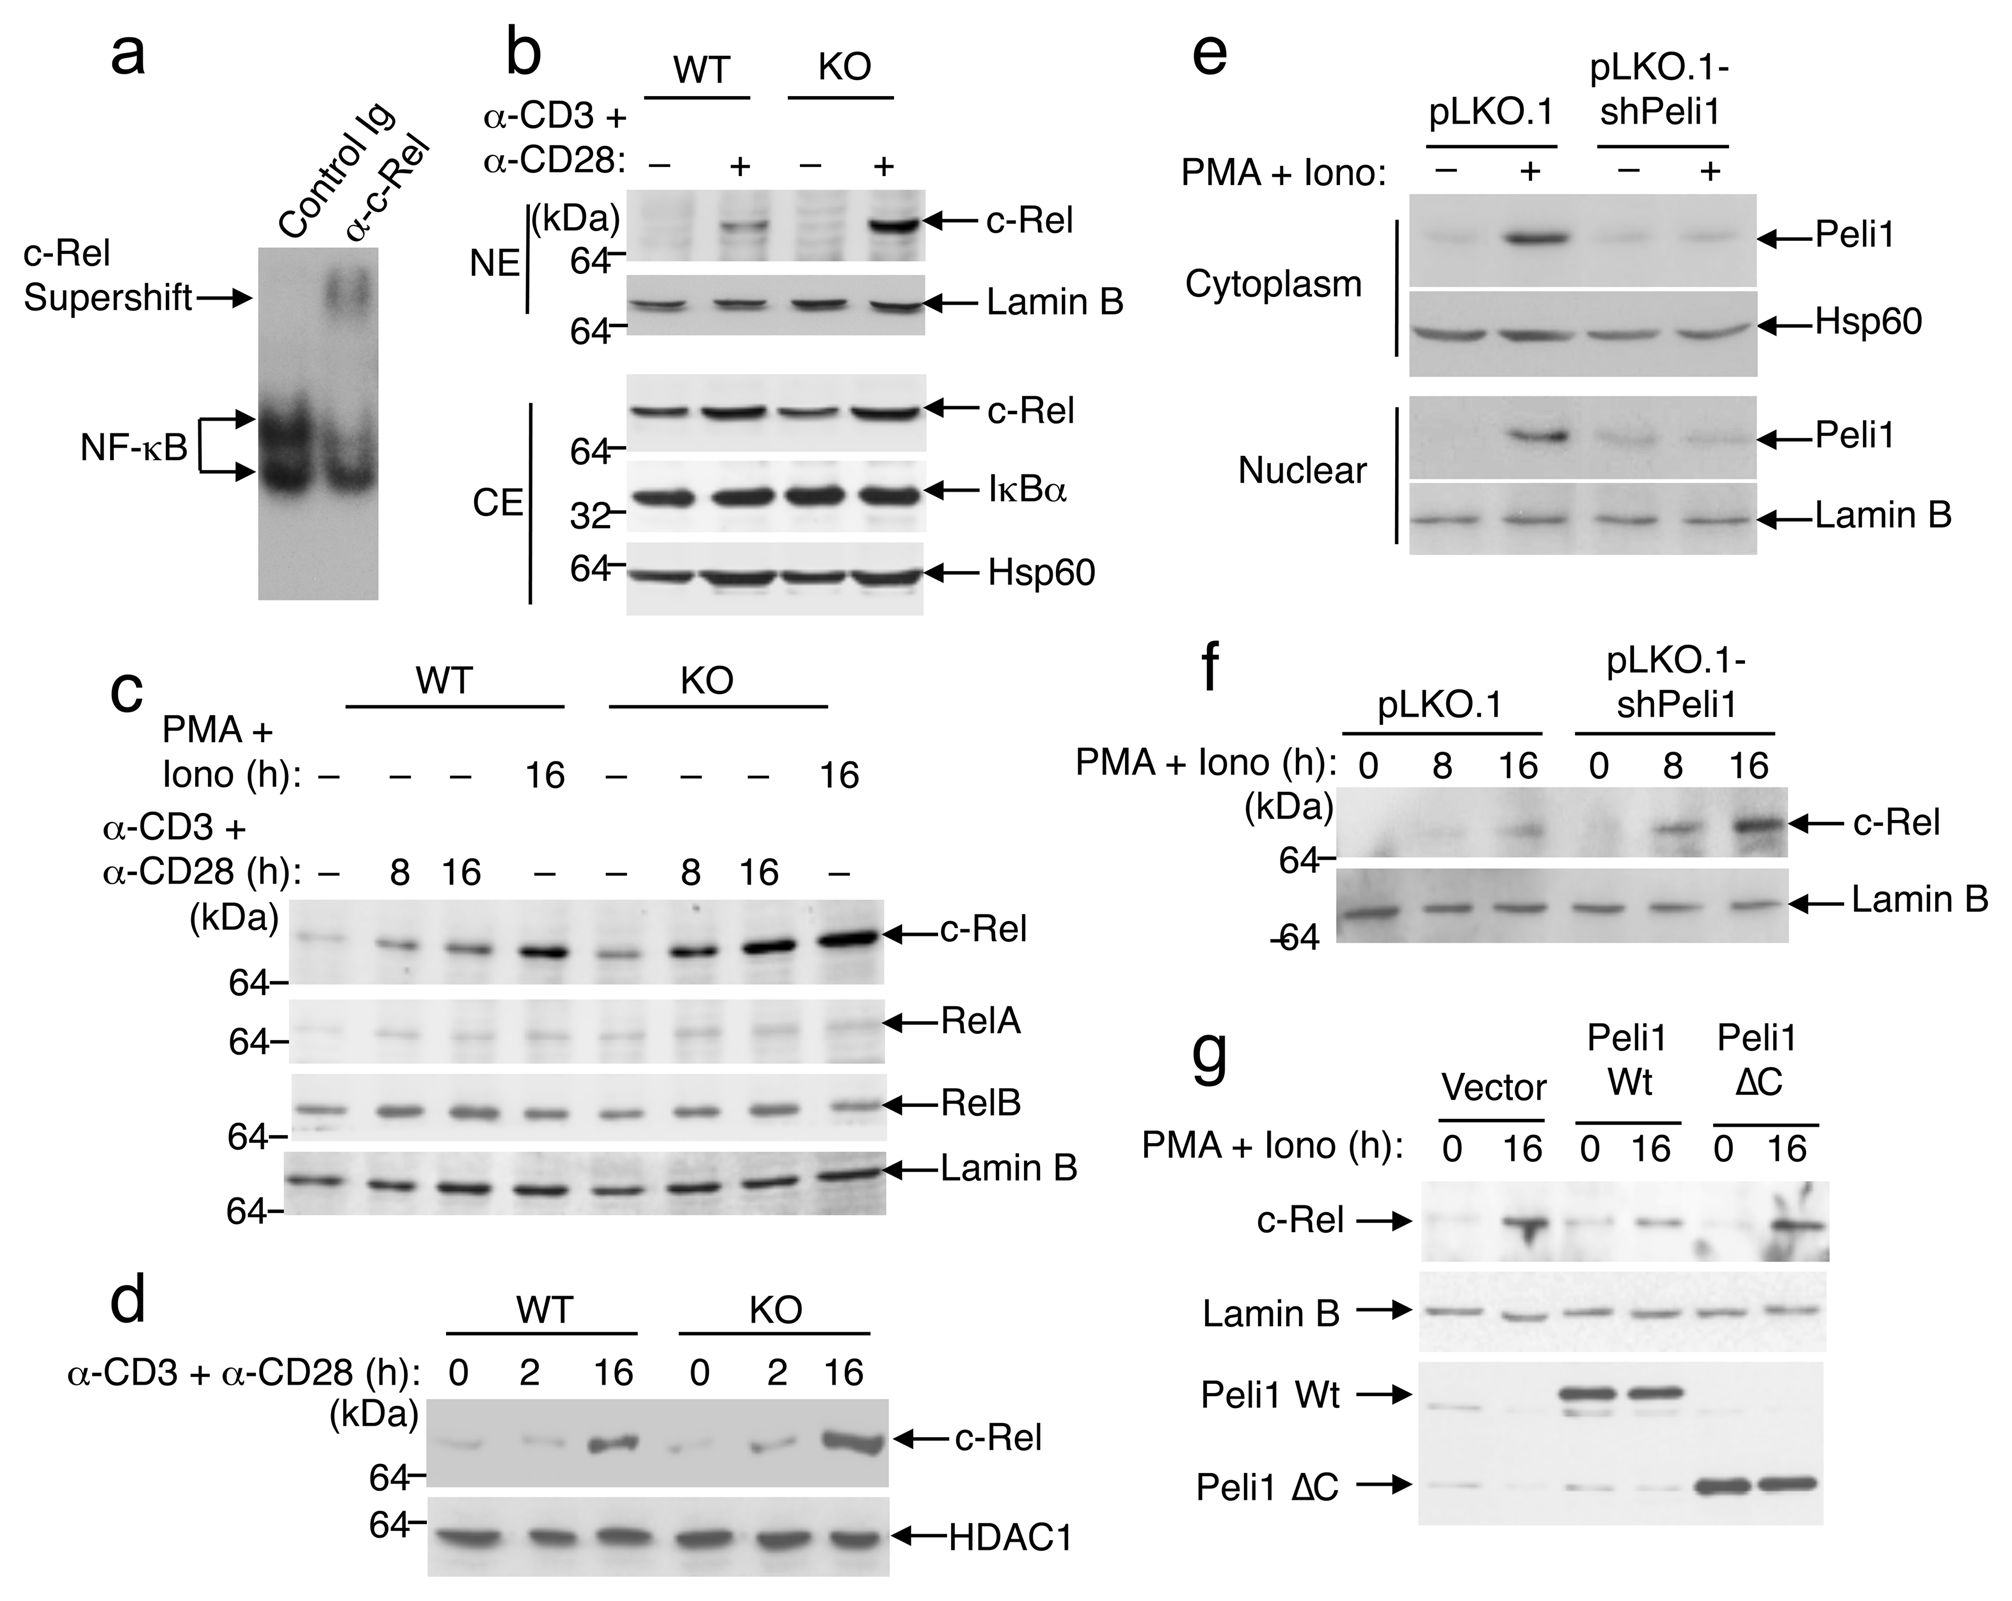 a
Control Ig
α-c-Rel
c-Rel
Supershift
NF-κB
b
WT KO
α-CD3 +
α-CD28: – + – +
(kDa)
NE
c-Rel
64
Lamin B
64
CE
c-Rel
64
IκBα
32
64
Hsp60
c
WT KO
PMA +
Iono (h): – – – 16 – – – 16
α-CD3 +
α-CD28 (h): – 8 16 – – 8 16 –
(kDa)
c-Rel
64
RelA
64
RelB
64
Lamin B
64
d
WT KO
α-CD3 + α-CD28 (h): 0 2 16 0 2 16
(kDa)
c-Rel
64
64
HDAC1
e
pLKO.1
pLKO.1-
shPeli1
PMA + Iono: – + – +
Cytoplasm
Peli1
Hsp60
Nuclear
Peli1
Lamin B
f
pLKO.1
pLKO.1-
shPeli1
PMA + Iono (h): 0 8 16 0 8 16
(kDa)
c-Rel
64
Lamin B
64
g
Vector
Peli1
Wt
Peli1
ΔC
PMA + Iono (h): 0 16 0 16 0 16
c-Rel
Lamin B
Peli1 Wt
Peli1 ΔC